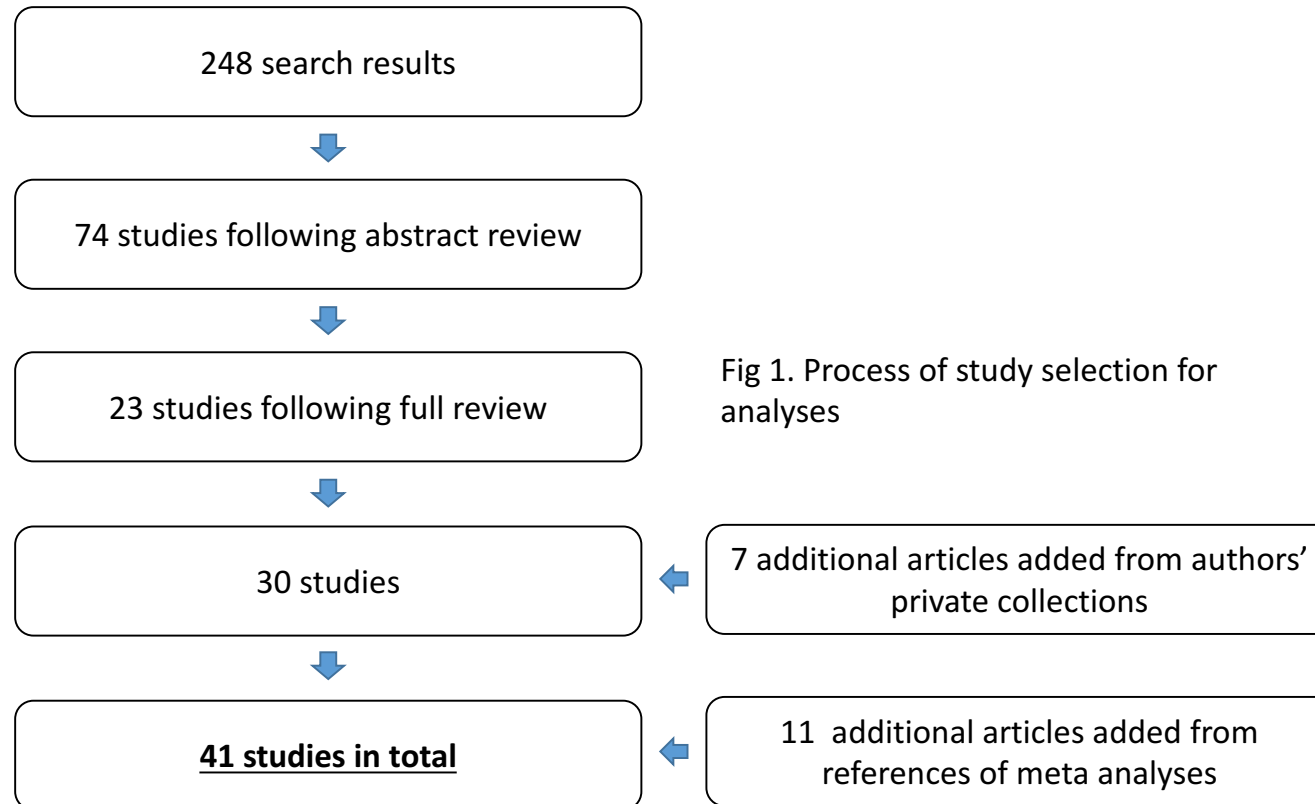 248 search results
74 studies following abstract review
23 studies following full review
Fig 1. Process of study selection for
analyses
30 studies
7 additional articles added from authors’
private collections
41 studies in total
11  additional articles added from
references of meta analyses